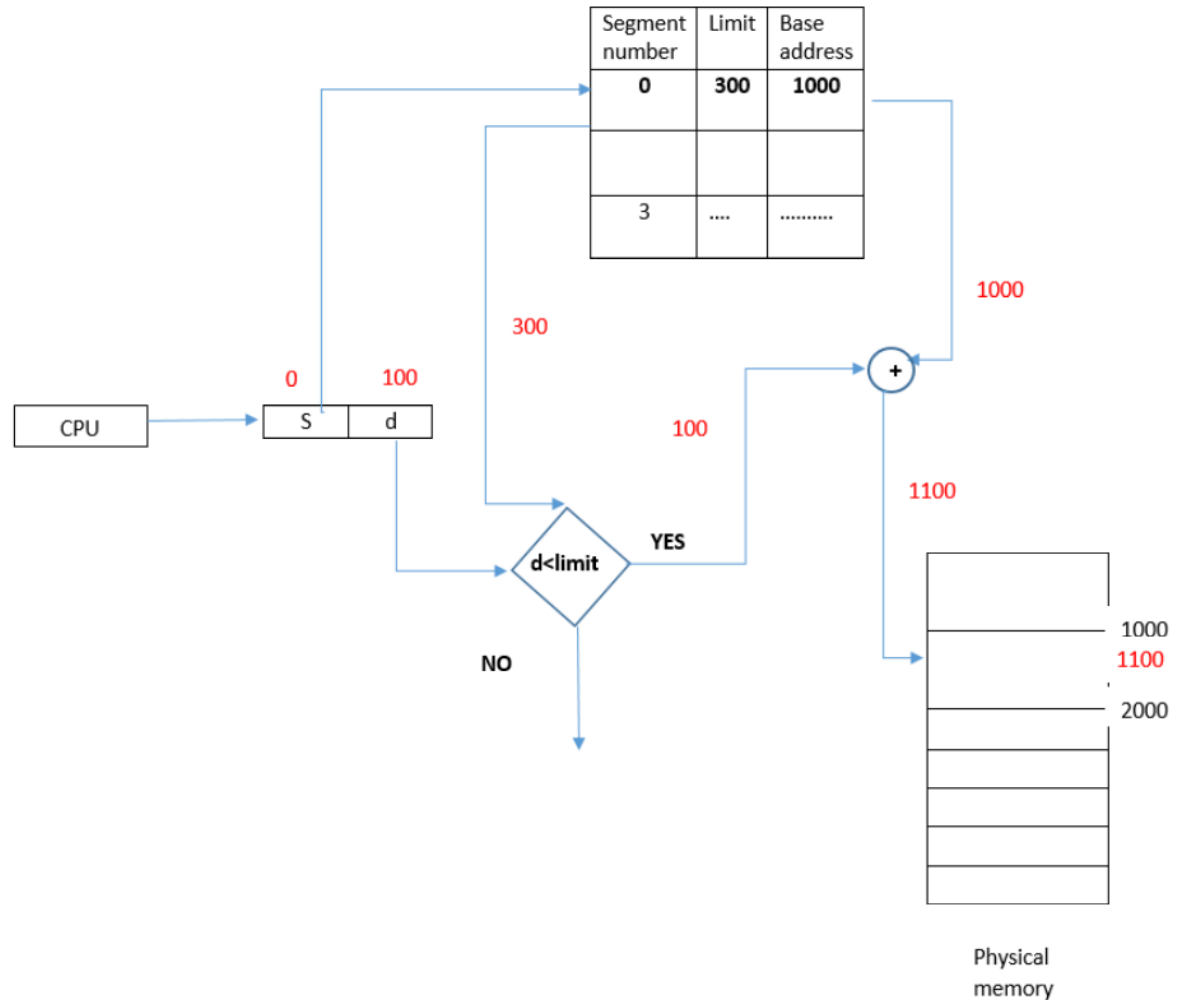 Segment number
Limit
Base address
0 300 1000
3 .... ..........
1000
300
0 100
CPU
S d
100
+
1100
d<limit
YES
NO
1000
1100
2000
Physical
memory